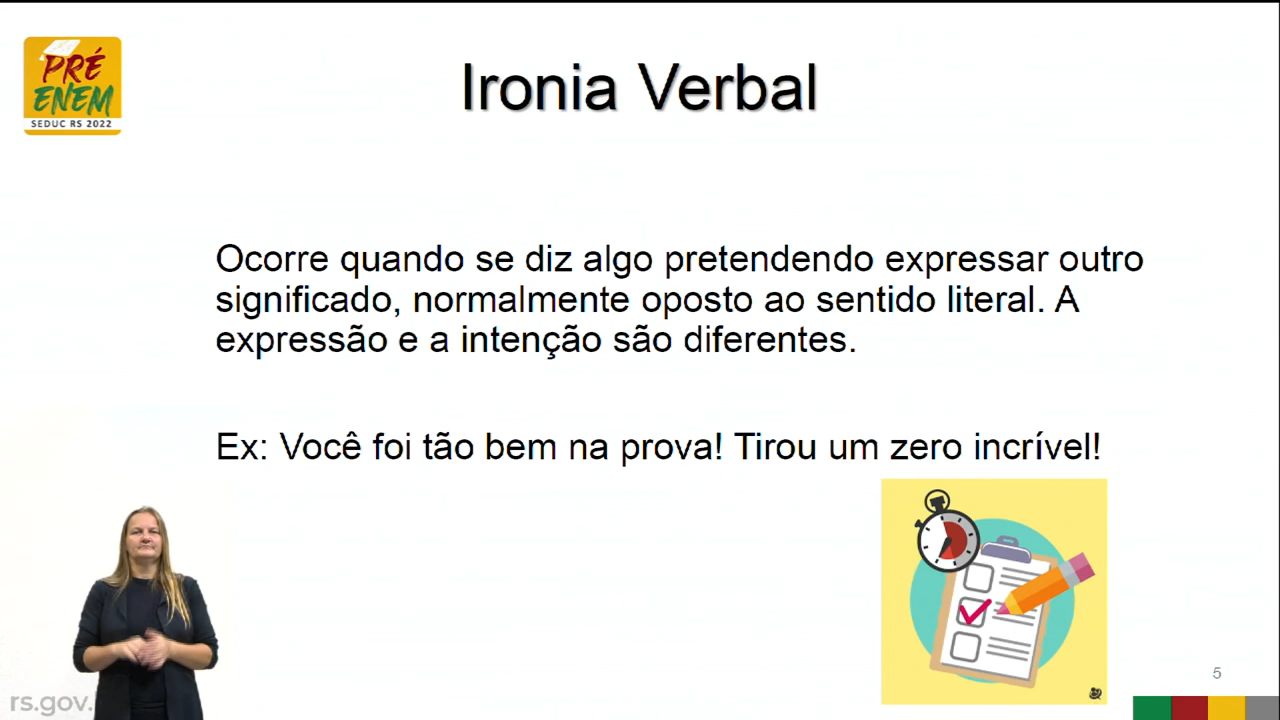 PRÉ
ENEM
SEDUC RS 2022
Ironia Verbal
Ocorre quando se diz algo pretendendo expressar outro
significado, normalmente oposto ao sentido literal. A
expressão e a intenção são diferentes.
Ex: Você foi tão bem na prova! Tirou um zero incrível!
5
rs.gov.